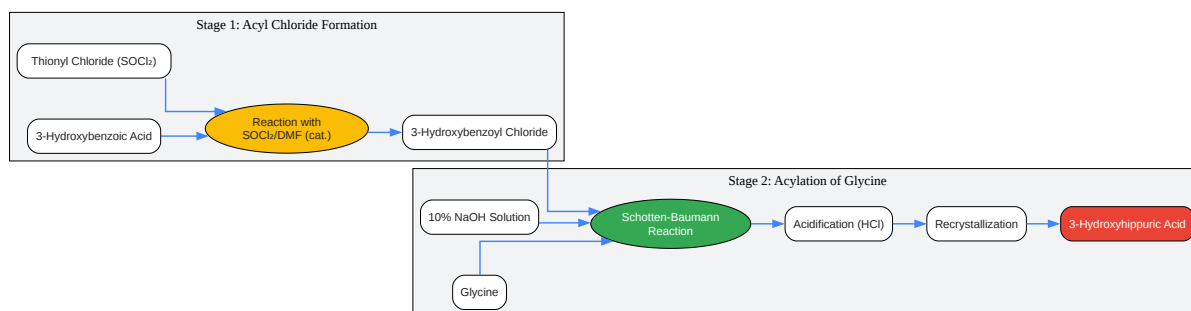 Stage 1: Acyl Chloride Formation
Thionyl Chloride (SOCl₂)
3-Hydroxybenzoic Acid
Reaction with
SOCl₂/DMF (cat.)
3-Hydroxybenzoyl Chloride
Stage 2: Acylation of Glycine
10% NaOH Solution
Glycine
Schotten-Baumann
Reaction
Acidification (HCl)
Recrystallization
3-Hydroxyhippuric Acid